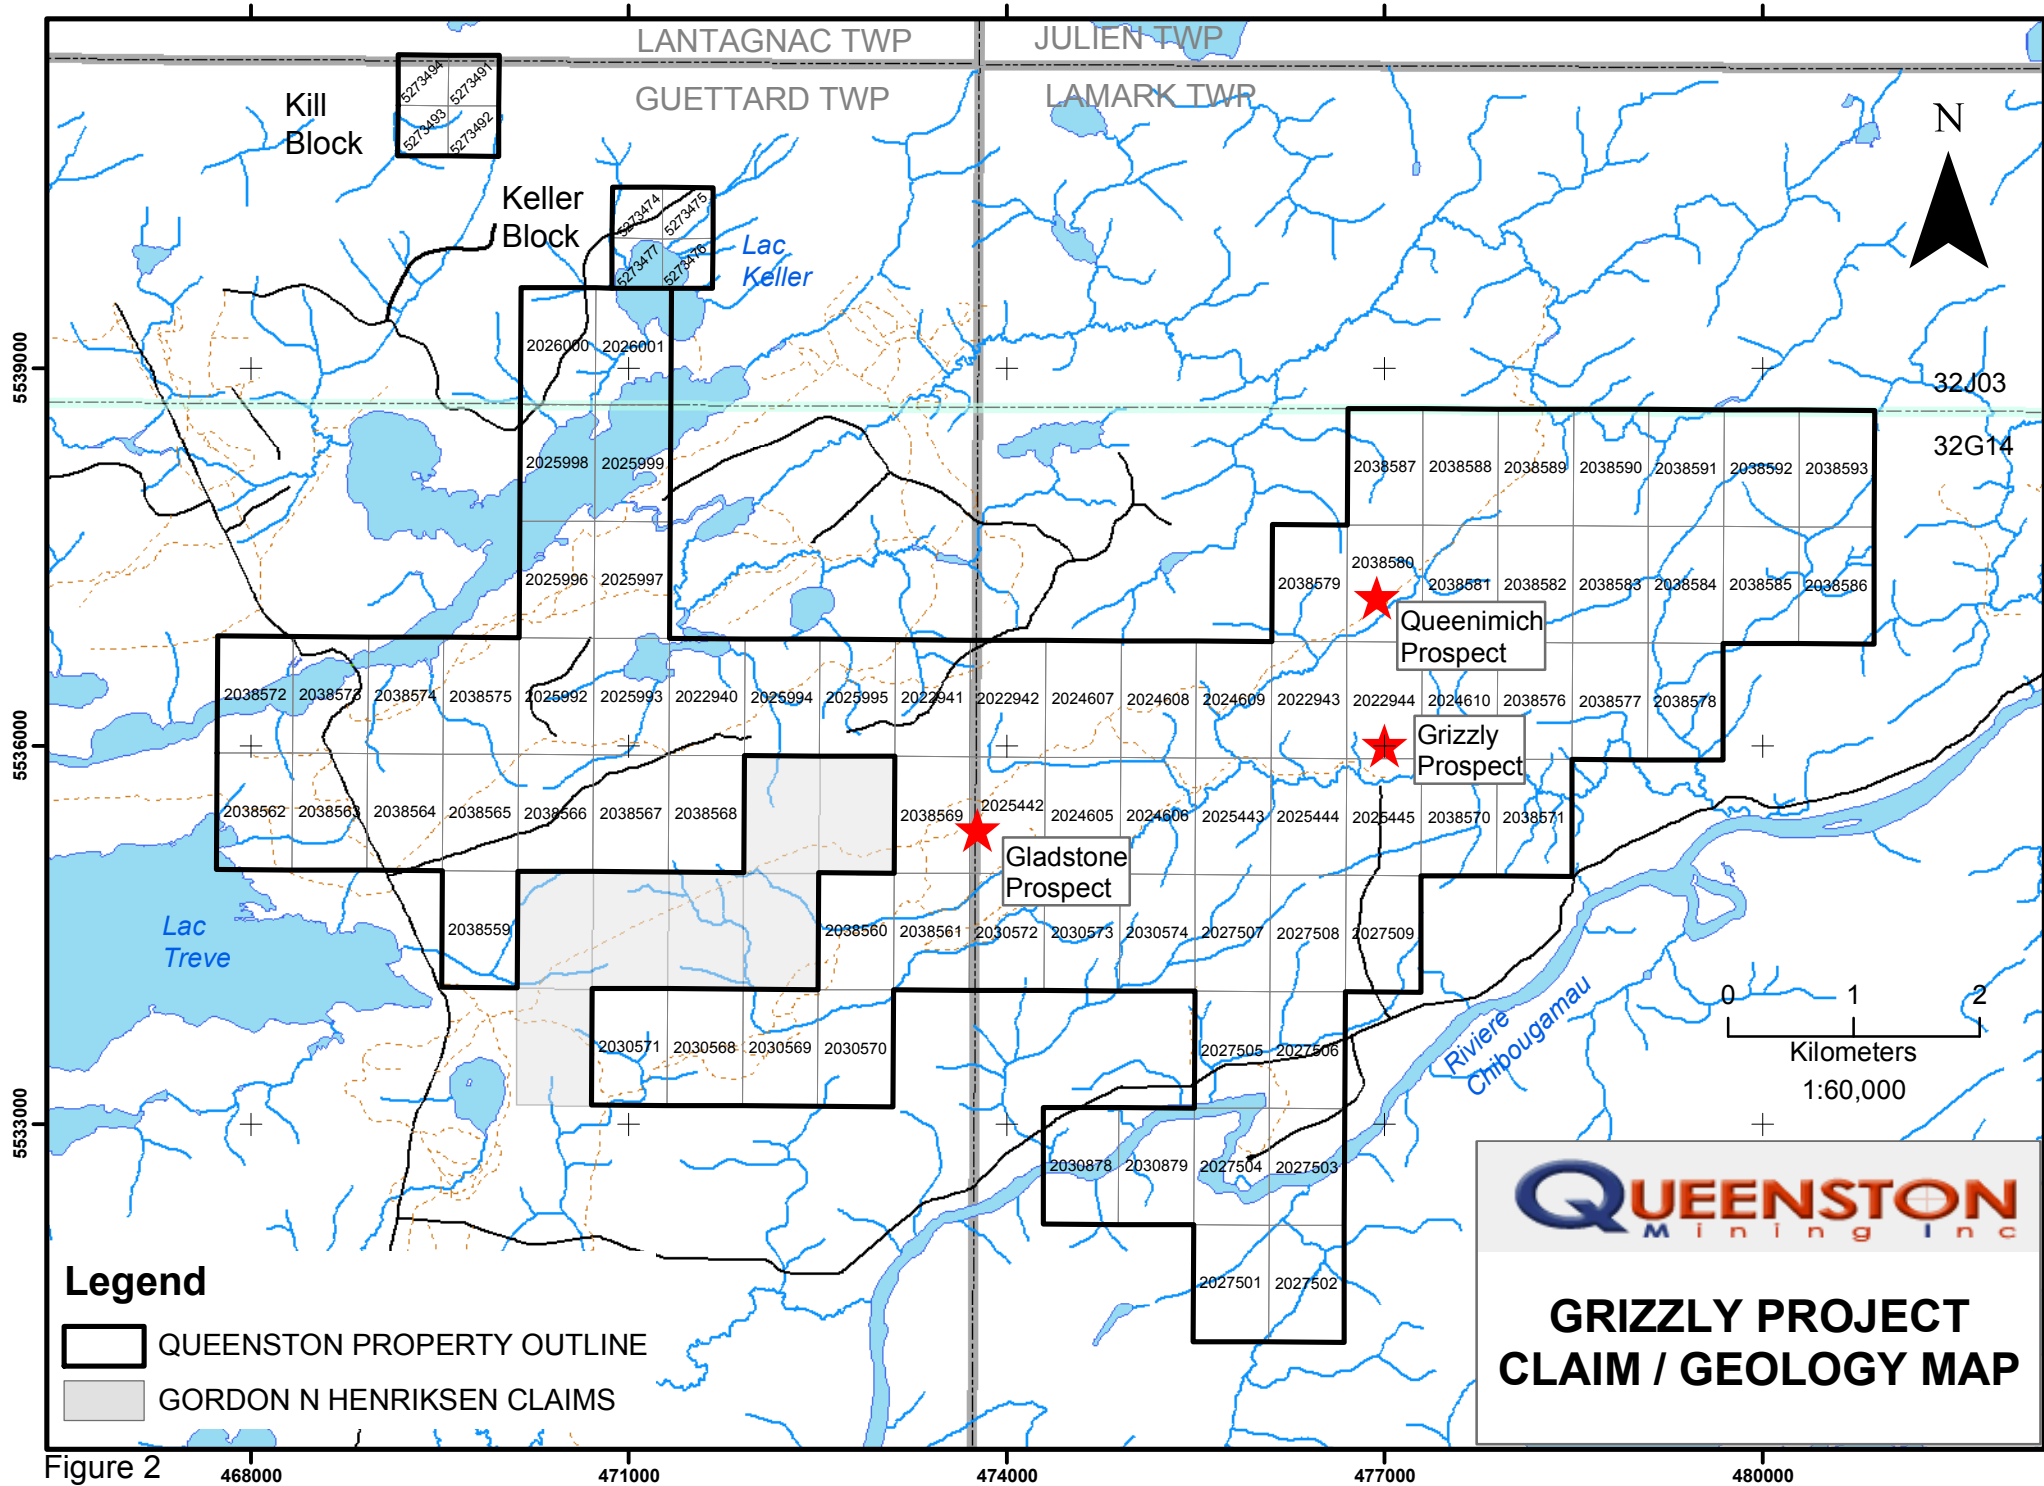 LANTAGNAC TWP
JULIEN TWP
GUETTARD TWP
LAMARK TWP
Kill
Block
5273494
5273491
5273493
5273492
N
Keller
Block
5273474
5273475
5273477
5273476
Lac
Keller
5539000
2026000
2026001
32J03
32G14
2025998
2025999
2038587
2038588
2038589
2038590
2038591
2038592
2038593
2025996
2025997
2038579
2038580
2038581
2038582
2038583
2038584
2038585
2038586
Queenimich
Prospect
2038572
2038573
2038574
2038575
2025992
2025993
2022940
2025994
2025995
2022941
2022942
2024607
2024608
2024609
2022943
2022944
2024610
2038576
2038577
2038578
5536000
Grizzly
Prospect
2038562
2038563
2038564
2038565
2038566
2038567
2038568
2038569
2025442
2024605
2024606
2025443
2025444
2025445
2038570
2038571
Gladstone
Prospect
Lac
Treve
2038559
2038560
2038561
2030572
2030573
2030574
2027507
2027508
2027509
2030571
2030568
2030569
2030570
2027505
2027506
Riviere
Chibougamau
0 1 2
Kilometers
1:60,000
5533000
2030878
2030879
2027504
2027503
2027501
2027502
QUEENSTON
Mining Inc
GRIZZLY PROJECT
CLAIM / GEOLOGY MAP
Legend
QUEENSTON PROPERTY OUTLINE
GORDON N HENRIKSEN CLAIMS
Figure 2
468000
471000
474000
477000
480000